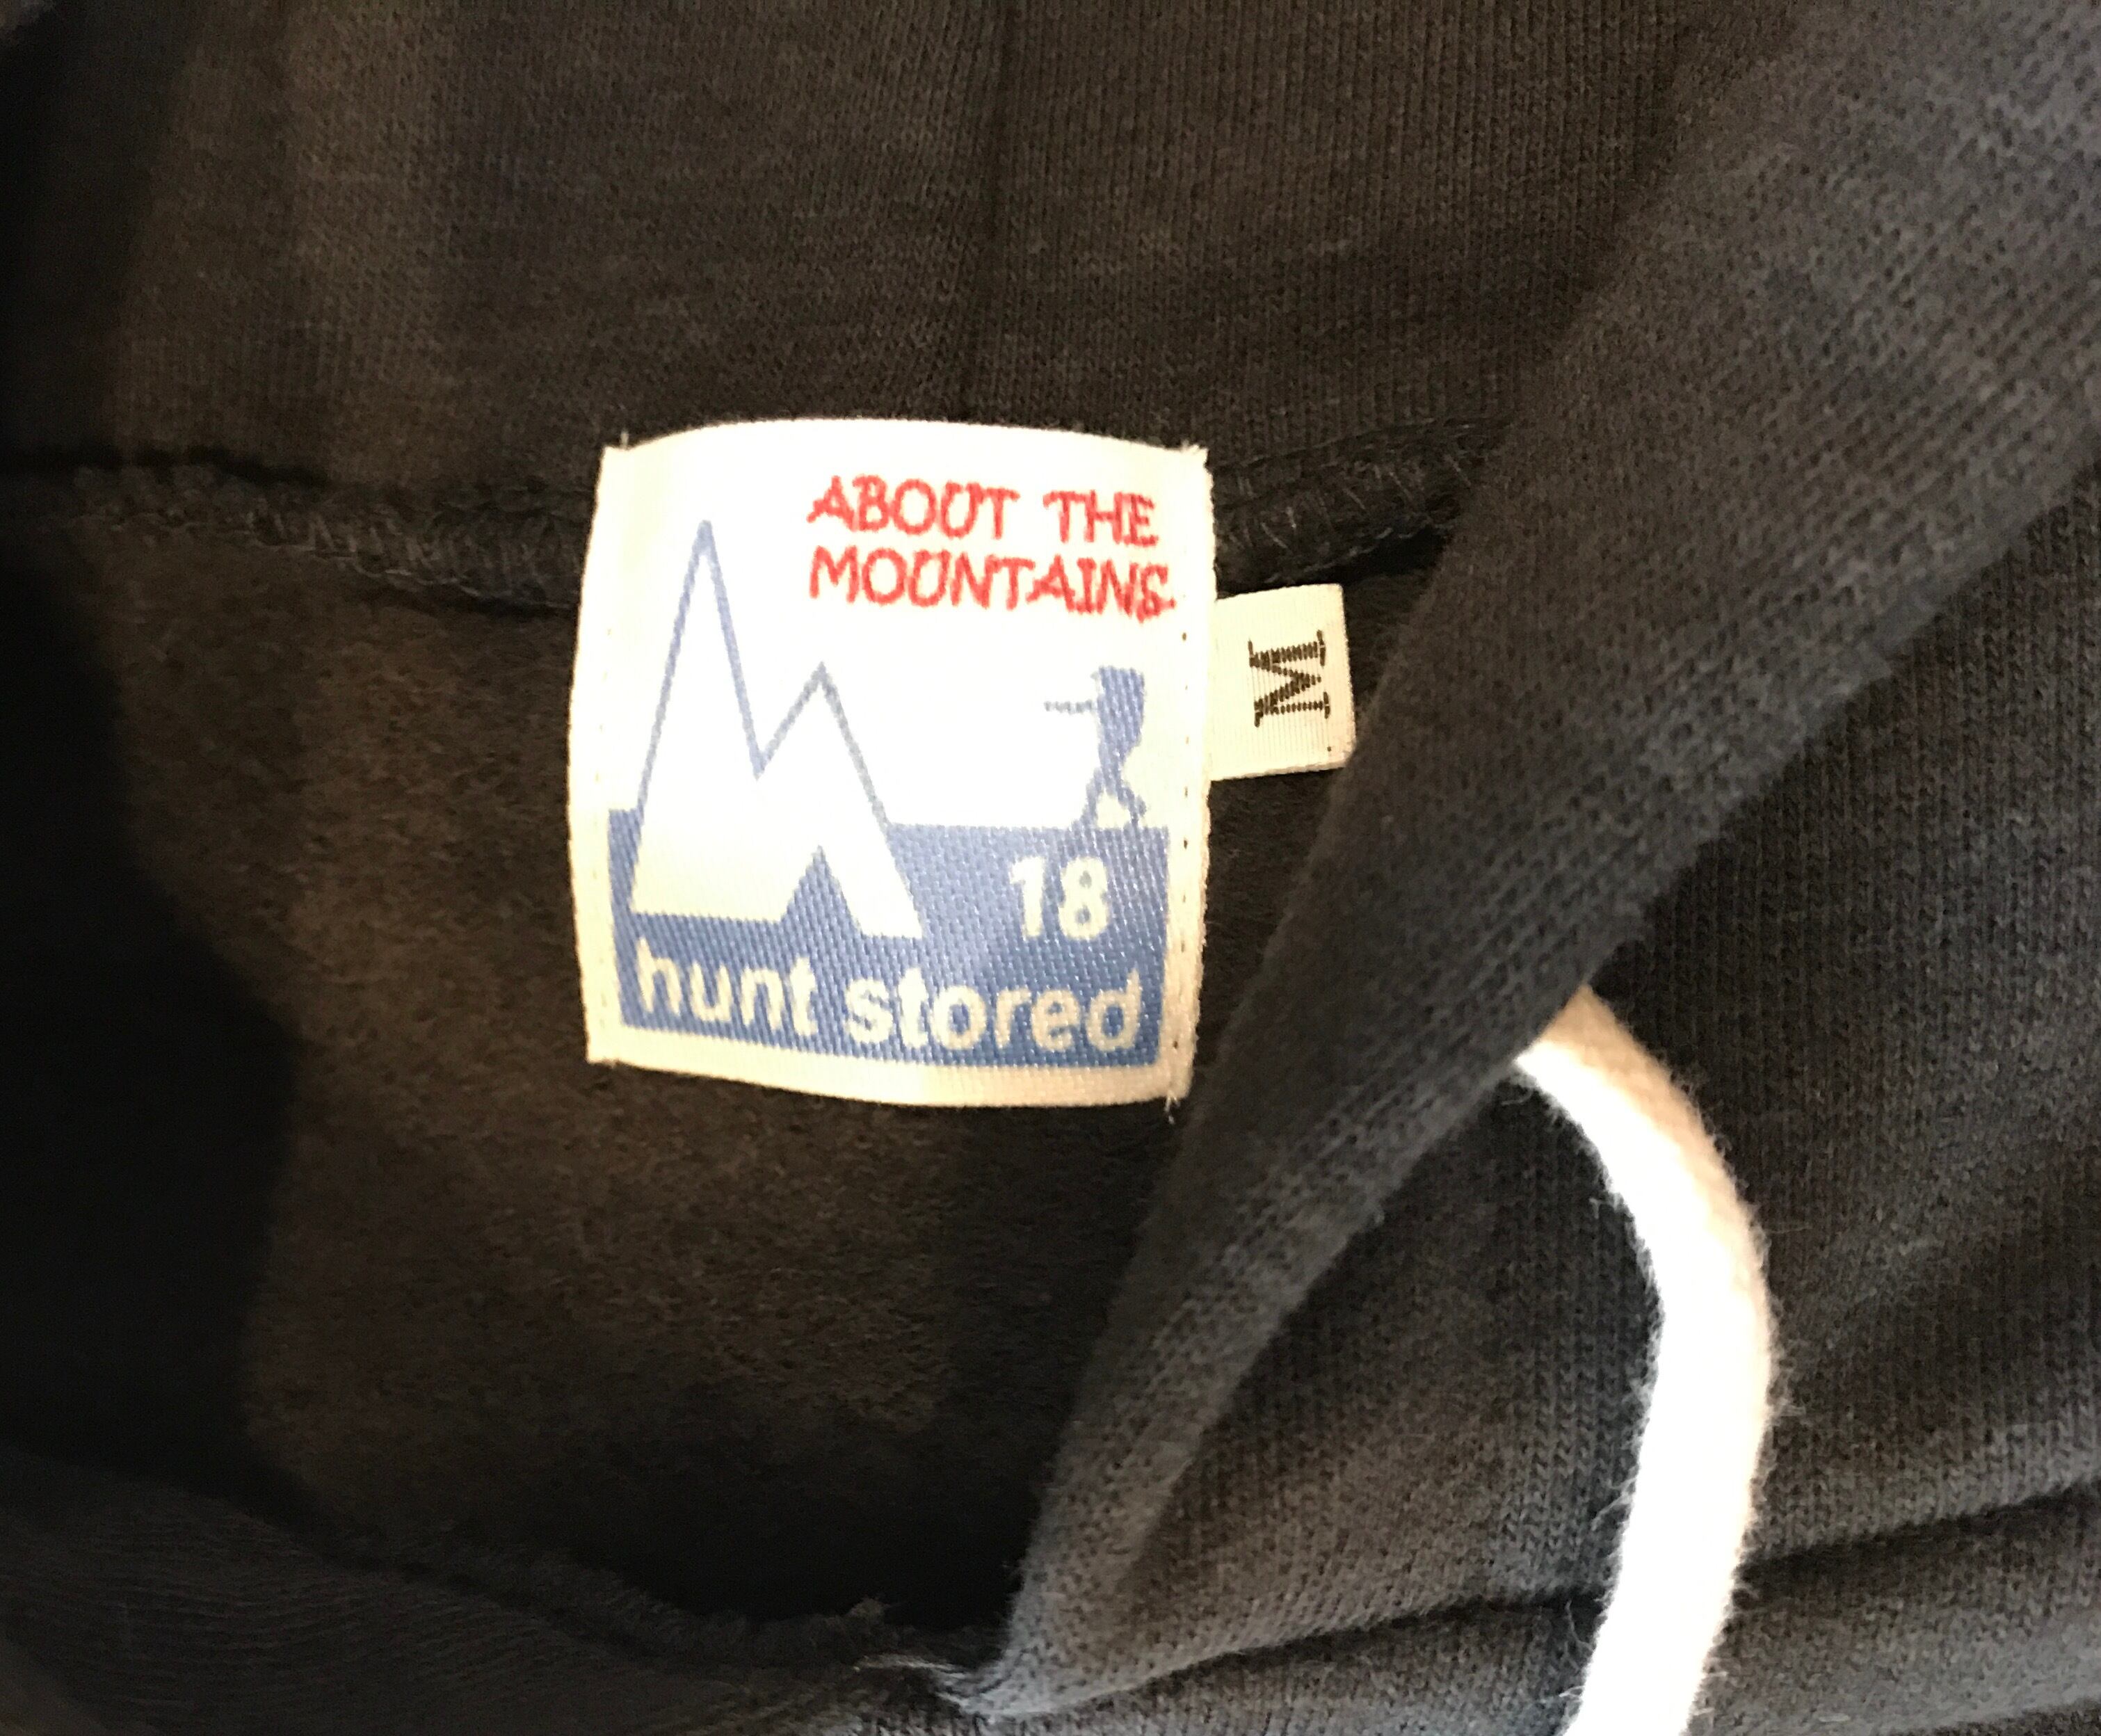 ABOUT THE
MOUNTAINS
M
18
hunt stored